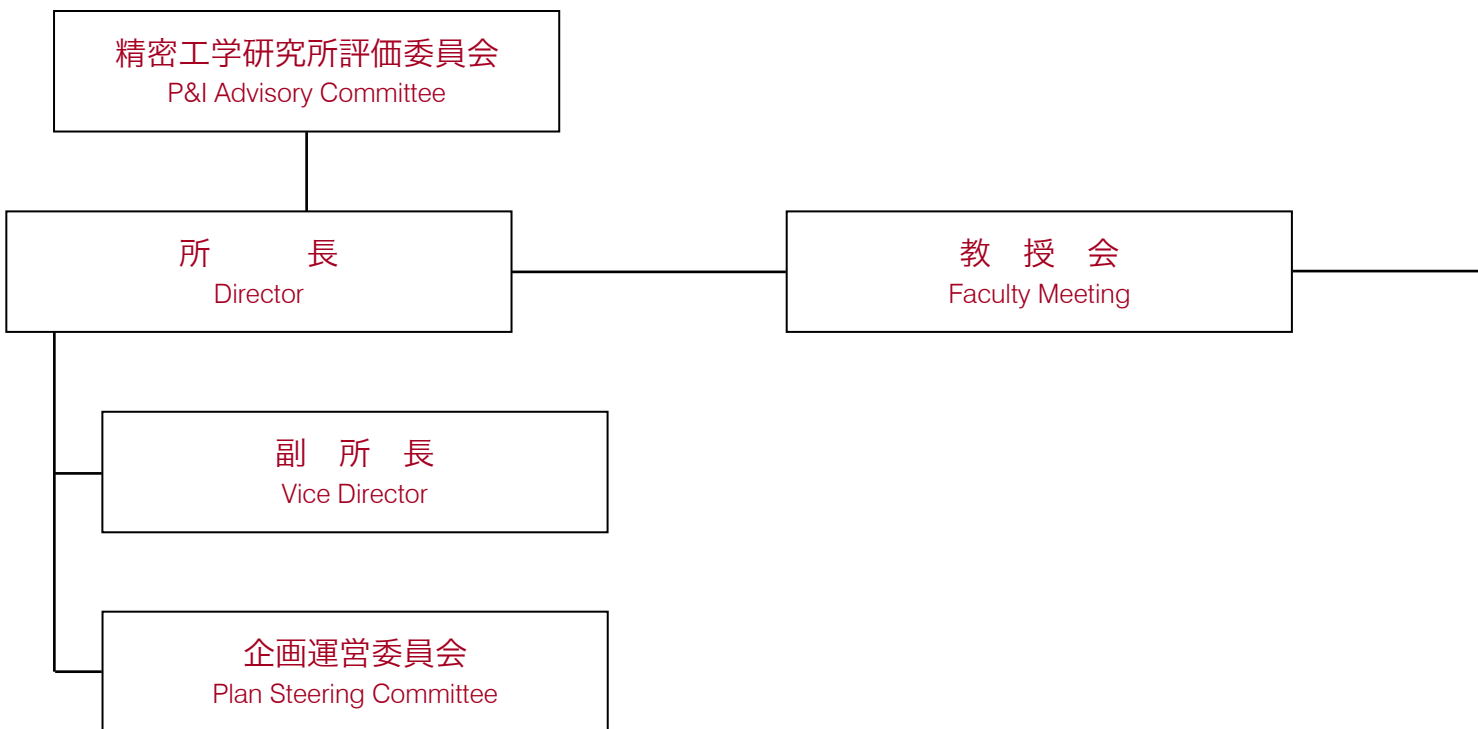 精密工学研究所評価委員会
P&I Advisory Committee
所　　　長
Director
教　授　会
Faculty Meeting
副　所　長
Vice Director
企画運営委員会
Plan Steering Committee